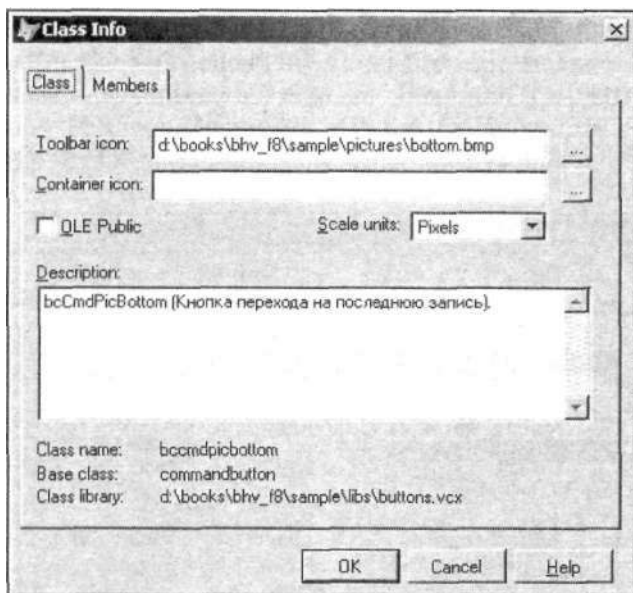 Class Info
Class Members
Toolbar icon: d:\books\bhv_f8\sample\pictures\bottom.bmp ...
Container icon: ...
OLE Public Scale units: Pixels
Description:
bcCmdPicBottom (Кнопка перехода на последнюю запись).
Class name: bccmdpicbottom
Base class: commandbutton
Class library: d:\books\bhv_f8\sample\libs\buttons.vcx
OK Cancel Help